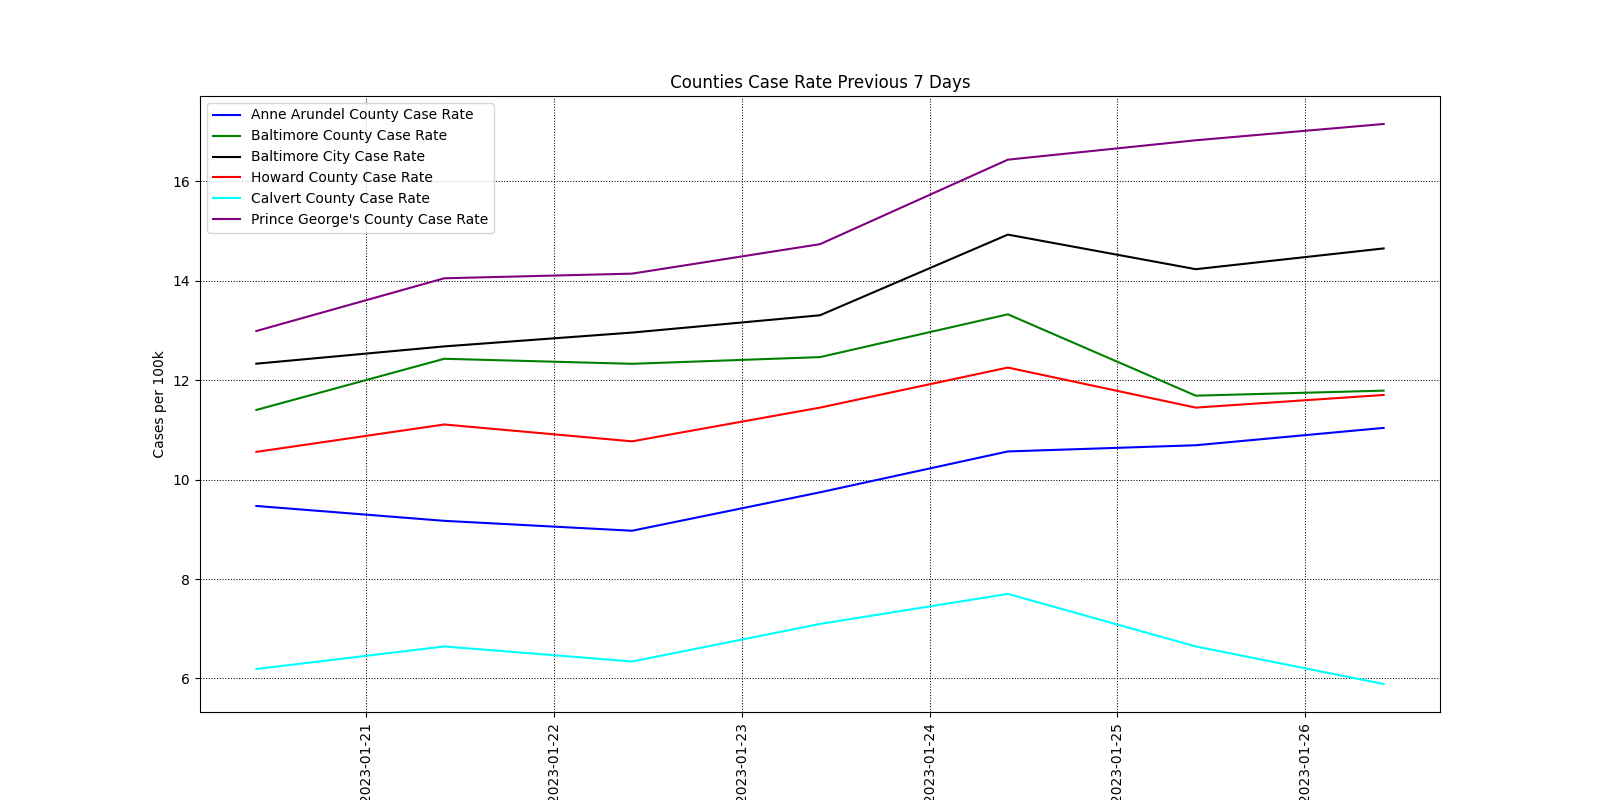 Counties Case Rate Previous 7 Days
Anne Arundel County Case Rate
Baltimore County Case Rate
Baltimore City Case Rate
Howard County Case Rate
Calvert County Case Rate
Prince George's County Case Rate
Cases per 100k
16
14
12
10
8
6
2023-01-21
2023-01-22
2023-01-23
2023-01-24
2023-01-25
2023-01-26